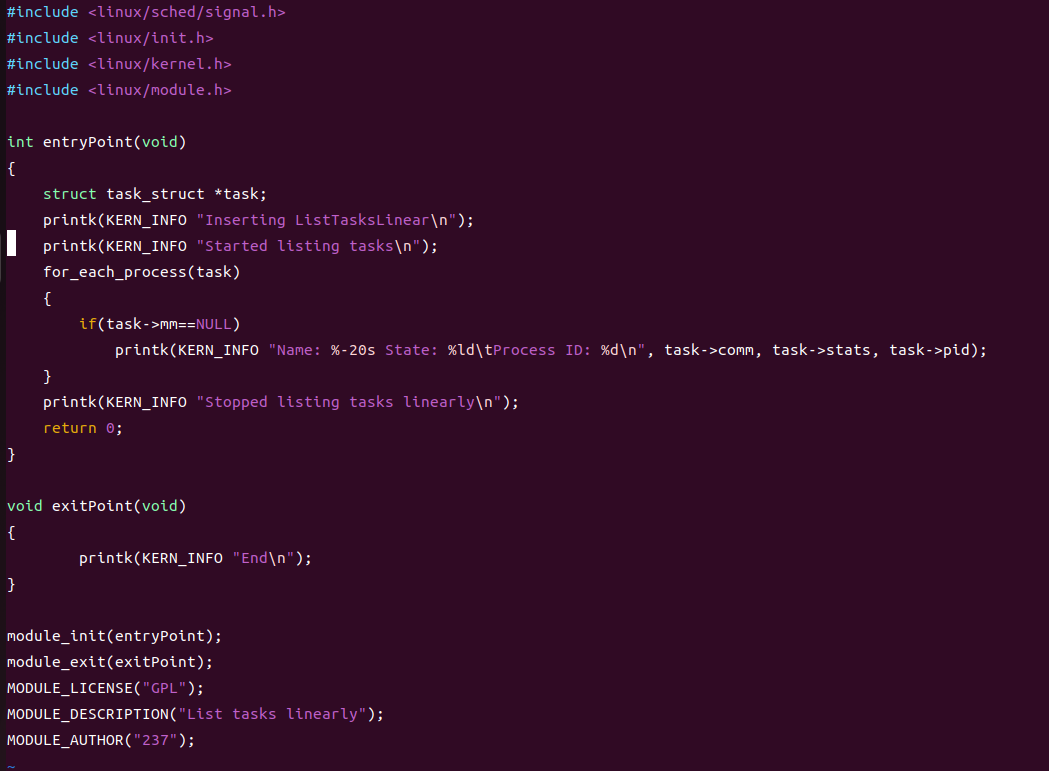 #include <linux/sched/signal.h>
#include <linux/init.h>
#include <linux/kernel.h>
#include <linux/module.h>

int entryPoint(void)
{
    struct task_struct *task;
    printk(KERN_INFO "Inserting ListTasksLinear\n");
    printk(KERN_INFO "Started listing tasks\n");
    for_each_process(task)
    {
        if(task->mm==NULL)
            printk(KERN_INFO "Name: %-20s State: %ld\tProcess ID: %d\n", task->comm, task->stats, task->pid);
    }
    printk(KERN_INFO "Stopped listing tasks linearly\n");
    return 0;
}

void exitPoint(void)
{
        printk(KERN_INFO "End\n");
}

module_init(entryPoint);
module_exit(exitPoint);
MODULE_LICENSE("GPL");
MODULE_DESCRIPTION("List tasks linearly");
MODULE_AUTHOR("237");
~